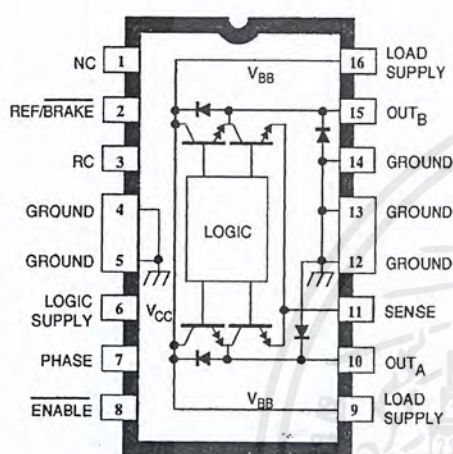 NC 1
REF/BRAKE 2
RC 3
GROUND 4
GROUND 5
LOGIC
SUPPLY 6
PHASE 7
ENABLE 8
V_BB
LOGIC
V_CC
V_BB
16 LOAD
SUPPLY
15 OUT_B
14 GROUND
13 GROUND
12 GROUND
11 SENSE
10 OUT_A
9 LOAD
SUPPLY